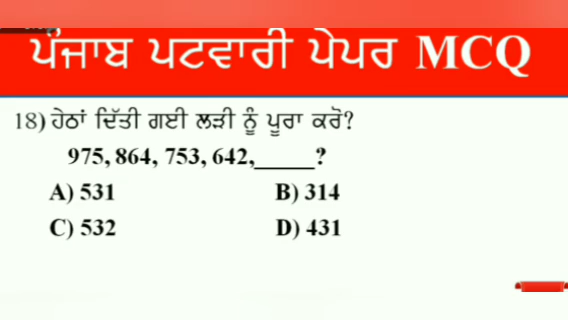 ਪੰਜਾਬ ਪਟਵਾਰੀ ਪੇਪਰ MCQ
18) ਹੇਠਾਂ ਦਿੱਤੀ ਗਈ ਲੜੀ ਨੂੰ ਪੂਰਾ ਕਰੋ?
975, 864, 753, 642,_____?
A) 531 B) 314
C) 532 D) 431